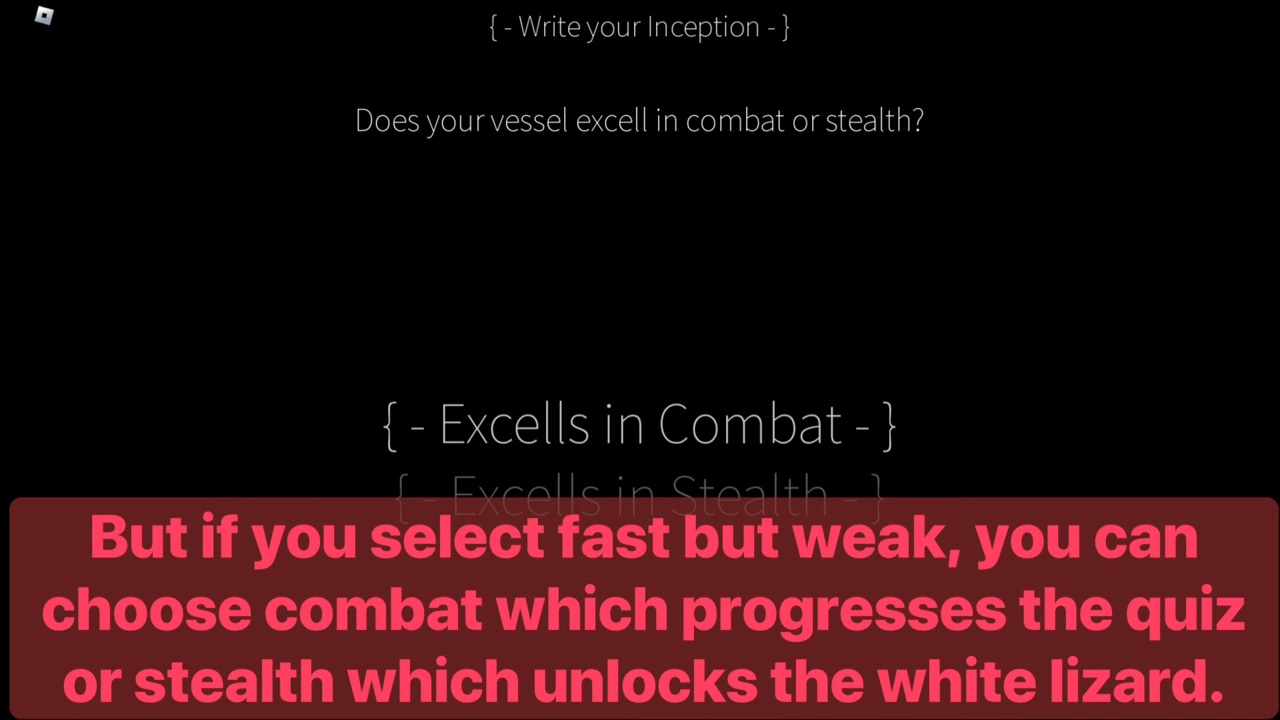 { - Write your Inception - }
Does your vessel excell in combat or stealth?
{ - Excells in Combat - }
{ - Excells in Stealth - }
But if you select fast but weak, you can
choose combat which progresses the quiz
or stealth which unlocks the white lizard.